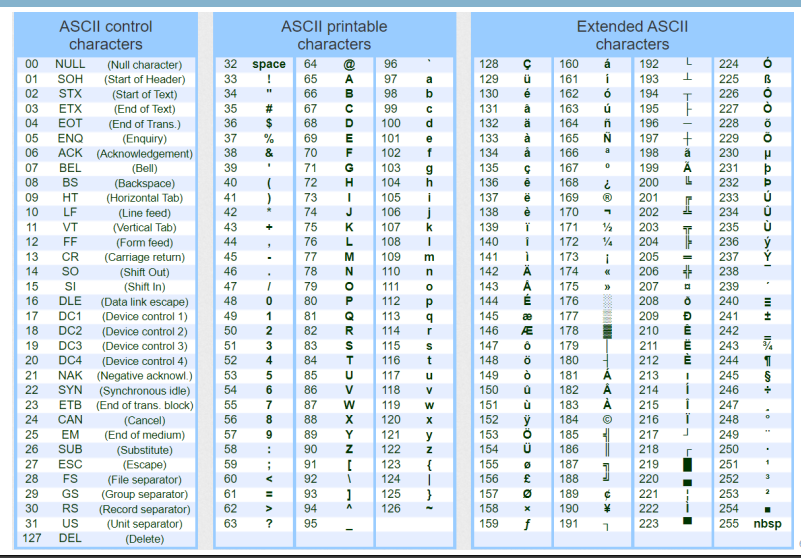 ASCII control characters
ASCII printable characters
Extended ASCII characters
00 NULL (Null character) 32 space 64 @ 96 ` 128 Ç 160 á 192 └ 224 Ó
01 SOH (Start of Header) 33 ! 65 A 97 a 129 ü 161 í 193 ┴ 225 ß
02 STX (Start of Text) 34 " 66 B 98 b 130 é 162 ó 194 ┬ 226 Ô
03 ETX (End of Text) 35 # 67 C 99 c 131 â 163 ú 195 ├ 227 Ò
04 EOT (End of Trans.) 36 $ 68 D 100 d 132 ä 164 ñ 196 ─ 228 õ
05 ENQ (Enquiry) 37 % 69 E 101 e 133 à 165 Ñ 197 ┼ 229 Õ
06 ACK (Acknowledgement) 38 & 70 F 102 f 134 å 166 ª 198 ã 230 µ
07 BEL (Bell) 39 ' 71 G 103 g 135 ç 167 º 199 Ã 231 þ
08 BS (Backspace) 40 ( 72 H 104 h 136 ê 168 ¿ 200 ╚ 232 Þ
09 HT (Horizontal Tab) 41 ) 73 I 105 i 137 ë 169 ® 201 ╔ 233 Ú
10 LF (Line feed) 42 * 74 J 106 j 138 è 170 ¬ 202 ╩ 234 Û
11 VT (Vertical Tab) 43 + 75 K 107 k 139 ï 171 ½ 203 ╦ 235 Ù
12 FF (Form feed) 44 , 76 L 108 l 140 î 172 ¼ 204 ╠ 236 ý
13 CR (Carriage return) 45 - 77 M 109 m 141 ì 173 ¡ 205 ═ 237 Ý
14 SO (Shift Out) 46 . 78 N 110 n 142 Ä 174 « 206 ╬ 238 ¯
15 SI (Shift In) 47 / 79 O 111 o 143 Å 175 » 207 ¤ 239 ´
16 DLE (Data link escape) 48 0 80 P 112 p 144 É 176 ░ 208 ð 240 ≡
17 DC1 (Device control 1) 49 1 81 Q 113 q 145 æ 177 ▒ 209 Ð 241 ±
18 DC2 (Device control 2) 50 2 82 R 114 r 146 Æ 178 ▓ 210 Ê 242 ‗
19 DC3 (Device control 3) 51 3 83 S 115 s 147 ô 179 │ 211 Ë 243 ¾
20 DC4 (Device control 4) 52 4 84 T 116 t 148 ö 180 ┤ 212 È 244 ¶
21 NAK (Negative acknowl.) 53 5 85 U 117 u 149 ò 181 Á 213 ı 245 §
22 SYN (Synchronous idle) 54 6 86 V 118 v 150 û 182 Â 214 Í 246 ÷
23 ETB (End of trans. block) 55 7 87 W 119 w 151 ù 183 À 215 Î 247 ¸
24 CAN (Cancel) 56 8 88 X 120 x 152 ÿ 184 © 216 Ï 248 °
25 EM (End of medium) 57 9 89 Y 121 y 153 Ö 185 ╣ 217 ┘ 249 ¨
26 SUB (Substitute) 58 : 90 Z 122 z 154 Ü 186 ║ 218 ┌ 250 ·
27 ESC (Escape) 59 ; 91 [ 123 { 155 ø 187 ╗ 219 █ 251 ¹
28 FS (File separator) 60 < 92 \ 124 | 156 £ 188 ╝ 220 ▄ 252 ³
29 GS (Group separator) 61 = 93 ] 125 } 157 Ø 189 ¢ 221 ¦ 253 ²
30 RS (Record separator) 62 > 94 ^ 126 ~ 158 × 190 ¥ 222 Ì 254 ■
31 US (Unit separator) 63 ? 95 _ 159 ƒ 191 ┐ 223 ▀ 255 nbsp
127 DEL (Delete)